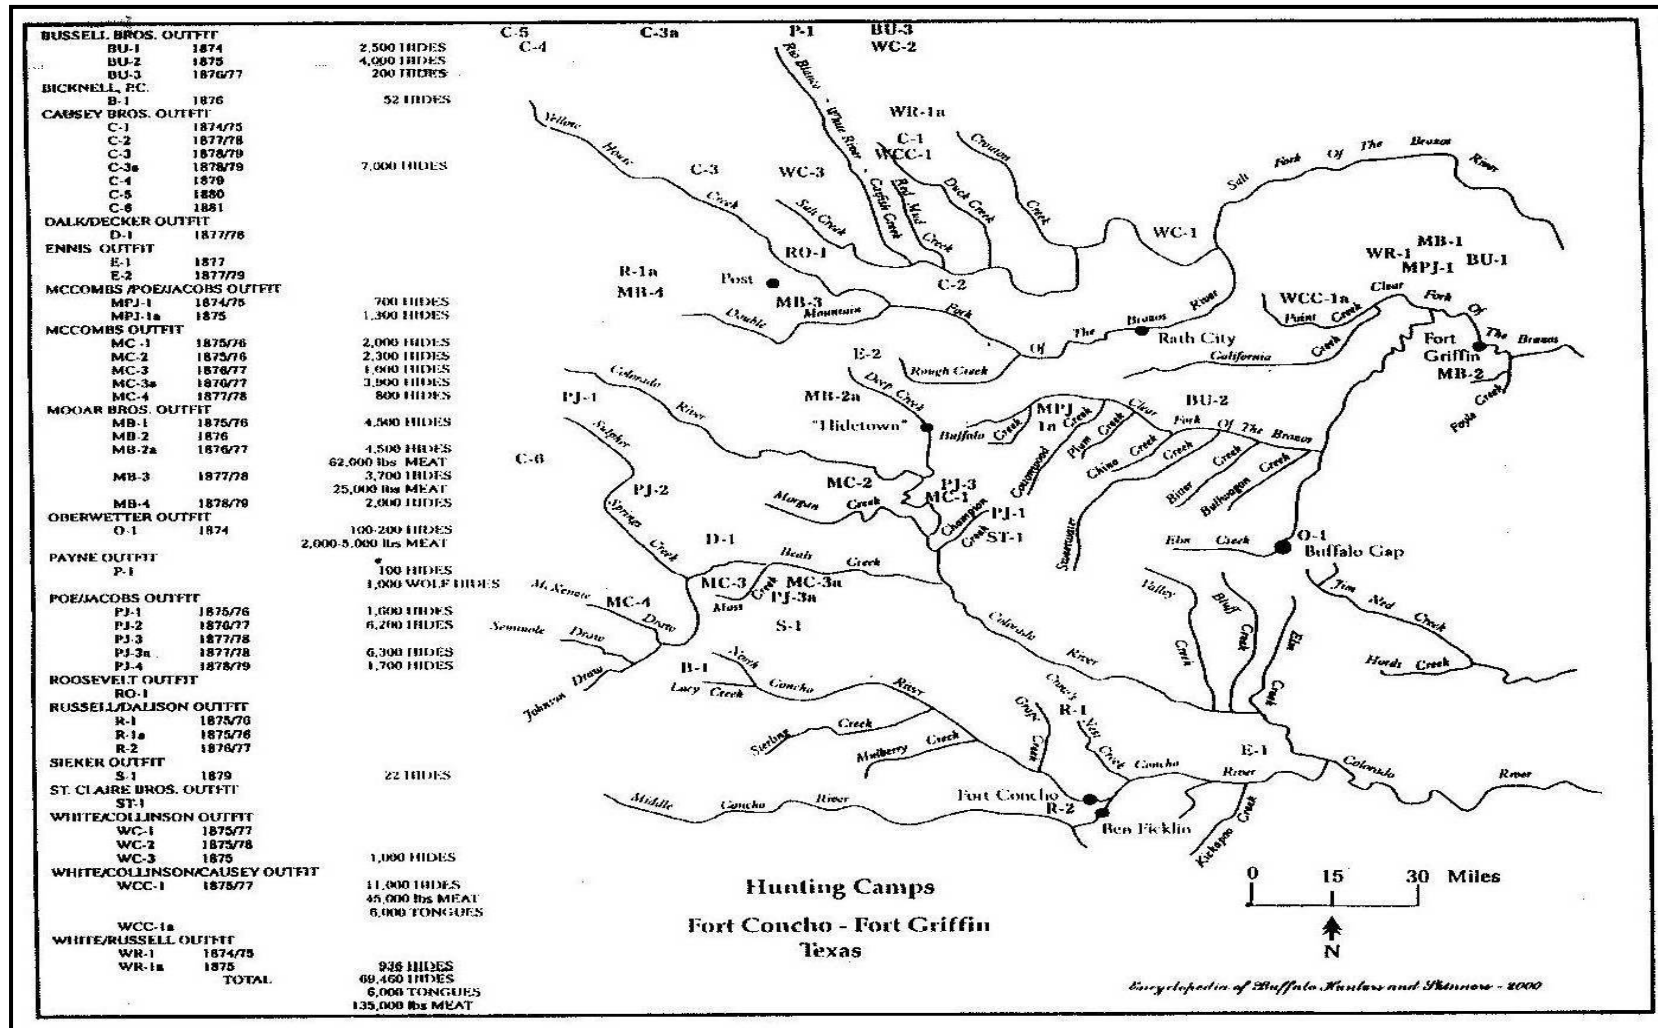 BUSSELL BROS. OUTFIT
BU-1 1874 2,500 HIDES
BU-2 1875 4,000 HIDES
BU-3 1876/77 200 HIDES
BICKNELL, P.C.
B-1 1876 52 HIDES
CAUSEY BROS. OUTFIT
C-1 1874/75
C-2 1877/78
C-3 1878/79
C-3a 1878/79 7,000 HIDES
C-4 1879
C-5 1880
C-6 1881
DALK/DECKER OUTFIT
D-1 1877/78
ENNIS OUTFIT
E-1 1877
E-2 1877/79
MCCOMBS /POE/JACOBS OUTFIT
MPJ-1 1874/75 700 HIDES
MPJ-1a 1875 1,300 HIDES
MCCOMBS OUTFIT
MC -1 1875/76 2,000 HIDES
MC-2 1875/76 2,300 HIDES
MC-3 1876/77 HIDES
MC-3a 1876/77 3,900 HIDES
MC-4 1877/78 800 HIDES
MOOAR BROS. OUTFIT
MB-1 1875/76 4,500 HIDES
MB-2 1876
MB-2a 1876/77 4,500 HIDES
62,000 lbs MEAT
MB-3 1877/78 3,700 HIDES
25,000 lbs MEAT
MB-4 1878/79 2,000 HIDES
OBERWETTER OUTFIT
O-1 1874 100-200 HIDES
2,000-5,000 lbs MEAT
PAYNE OUTFIT
P-1 100 HIDES
1,000 WOLF HIDES
POE/JACOBS OUTFIT
PJ-1 1875/76 1,600 HIDES
PJ-2 1876/77 6,200 HIDES
PJ-3 1877/78
PJ-3a 1877/78 6,300 HIDES
PJ-4 1878/79 1,700 HIDES
ROOSEVELT OUTFIT
RO-1
RUSSELL/DALISON OUTFIT
R-1 1875/76
R-1a 1875/76
R-2 1876/77
SIEKER OUTFIT
S-1 1879 22 HIDES
ST. CLAIRE BROS. OUTFIT
ST-1
WHITE/COLLINSON OUTFIT
WC-1 1875/77
WC-2 1875/78
WC-3 1875 1,000 HIDES
WHITE/COLLINSON/CAUSEY OUTFIT
WCC-1 1875/77 11,000 HIDES
45,000 lbs MEAT
6,000 TONGUES
WCC-1a
WHITE/RUSSELL OUTFIT
WR-1 1874/75
WR-1a 1875 936 HIDES
TOTAL 69,460 HIDES
6,000 TONGUES
135,000 lbs MEAT
C-5
C-3a
P-1
BU-3
C-4
WC-2
Rio Blanco - White River
Yellow House Creek
WR-1a
C-1
WCC-1
Croton Creek
C-3
WC-3
Catfish Creek
Red Mud Creek
Duck Creek
Salt Creek
Salt Fork Of The Brazos River
WC-1
MB-1
WR-1
BU-1
MPJ-1
RO-1
R-1a
Post
C-2
MB-4
MB-3
Double Mountain Fork Of The Brazos River
Clear Fork Of The Brazos
WCC-1a
Paint Creek
Rath City
Fort Griffin
California Creek
MB-2
Foyle Creek
E-2
Rough Creek
Colorado River
Deep Creek
PJ-1
MB-2a
"Hidetown"
Buffalo Creek
MPJ 1a
BU-2
Clear Fork Of The Brazos
Cottonwood Creek
Plum Creek
China Creek
Sweetwater Creek
Bitter Creek
Bullwagon Creek
Sulpher Springs Creek
C-6
PJ-2
MC-2
PJ-3
MC-1
Morgan Creek
Champion Creek
PJ-1
ST-1
D-1
Beals Creek
Elm Creek
O-1
Buffalo Gap
MC-3
MC-3a
PJ-3a
Moss Creek
Mc-Kenzie Draw
MC-4
Seminole Draw
Johnson Draw
S-1
Valley Creek
Bluff Creek
Elm Creek
Jim Ned Creek
Hords Creek
Colorado River
B-1
North Concho River
Lacy Creek
Sterling Creek
Mulberry Creek
Grape Creek
R-1
Creek
Concho River
E-1
Colorado River
Middle Concho River
Fort Concho
R-2
Ben Ficklin
Kickapoo Creek
Hunting Camps
Fort Concho - Fort Griffin
Texas
0 15 30 Miles
N
Encyclopedia of Buffalo Hunters and Skinners - 2000